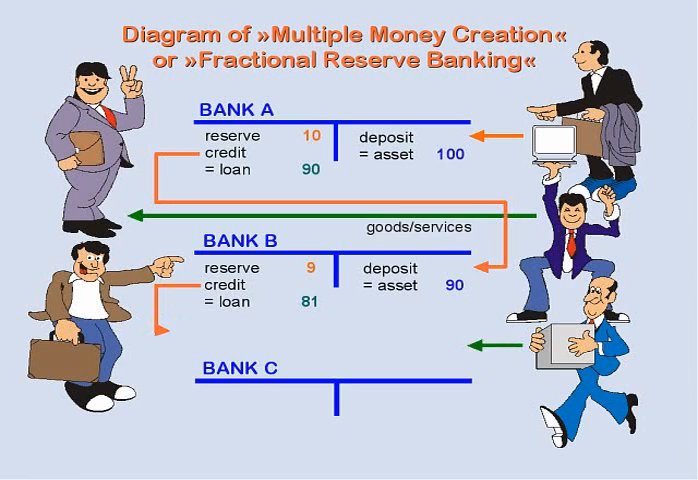 Diagram of »Multiple Money Creation«
or »Fractional Reserve Banking«
BANK A
reserve 10
credit
= loan 90
deposit
= asset 100
goods/services
BANK B
reserve 9
credit
= loan 81
deposit
= asset 90
BANK C